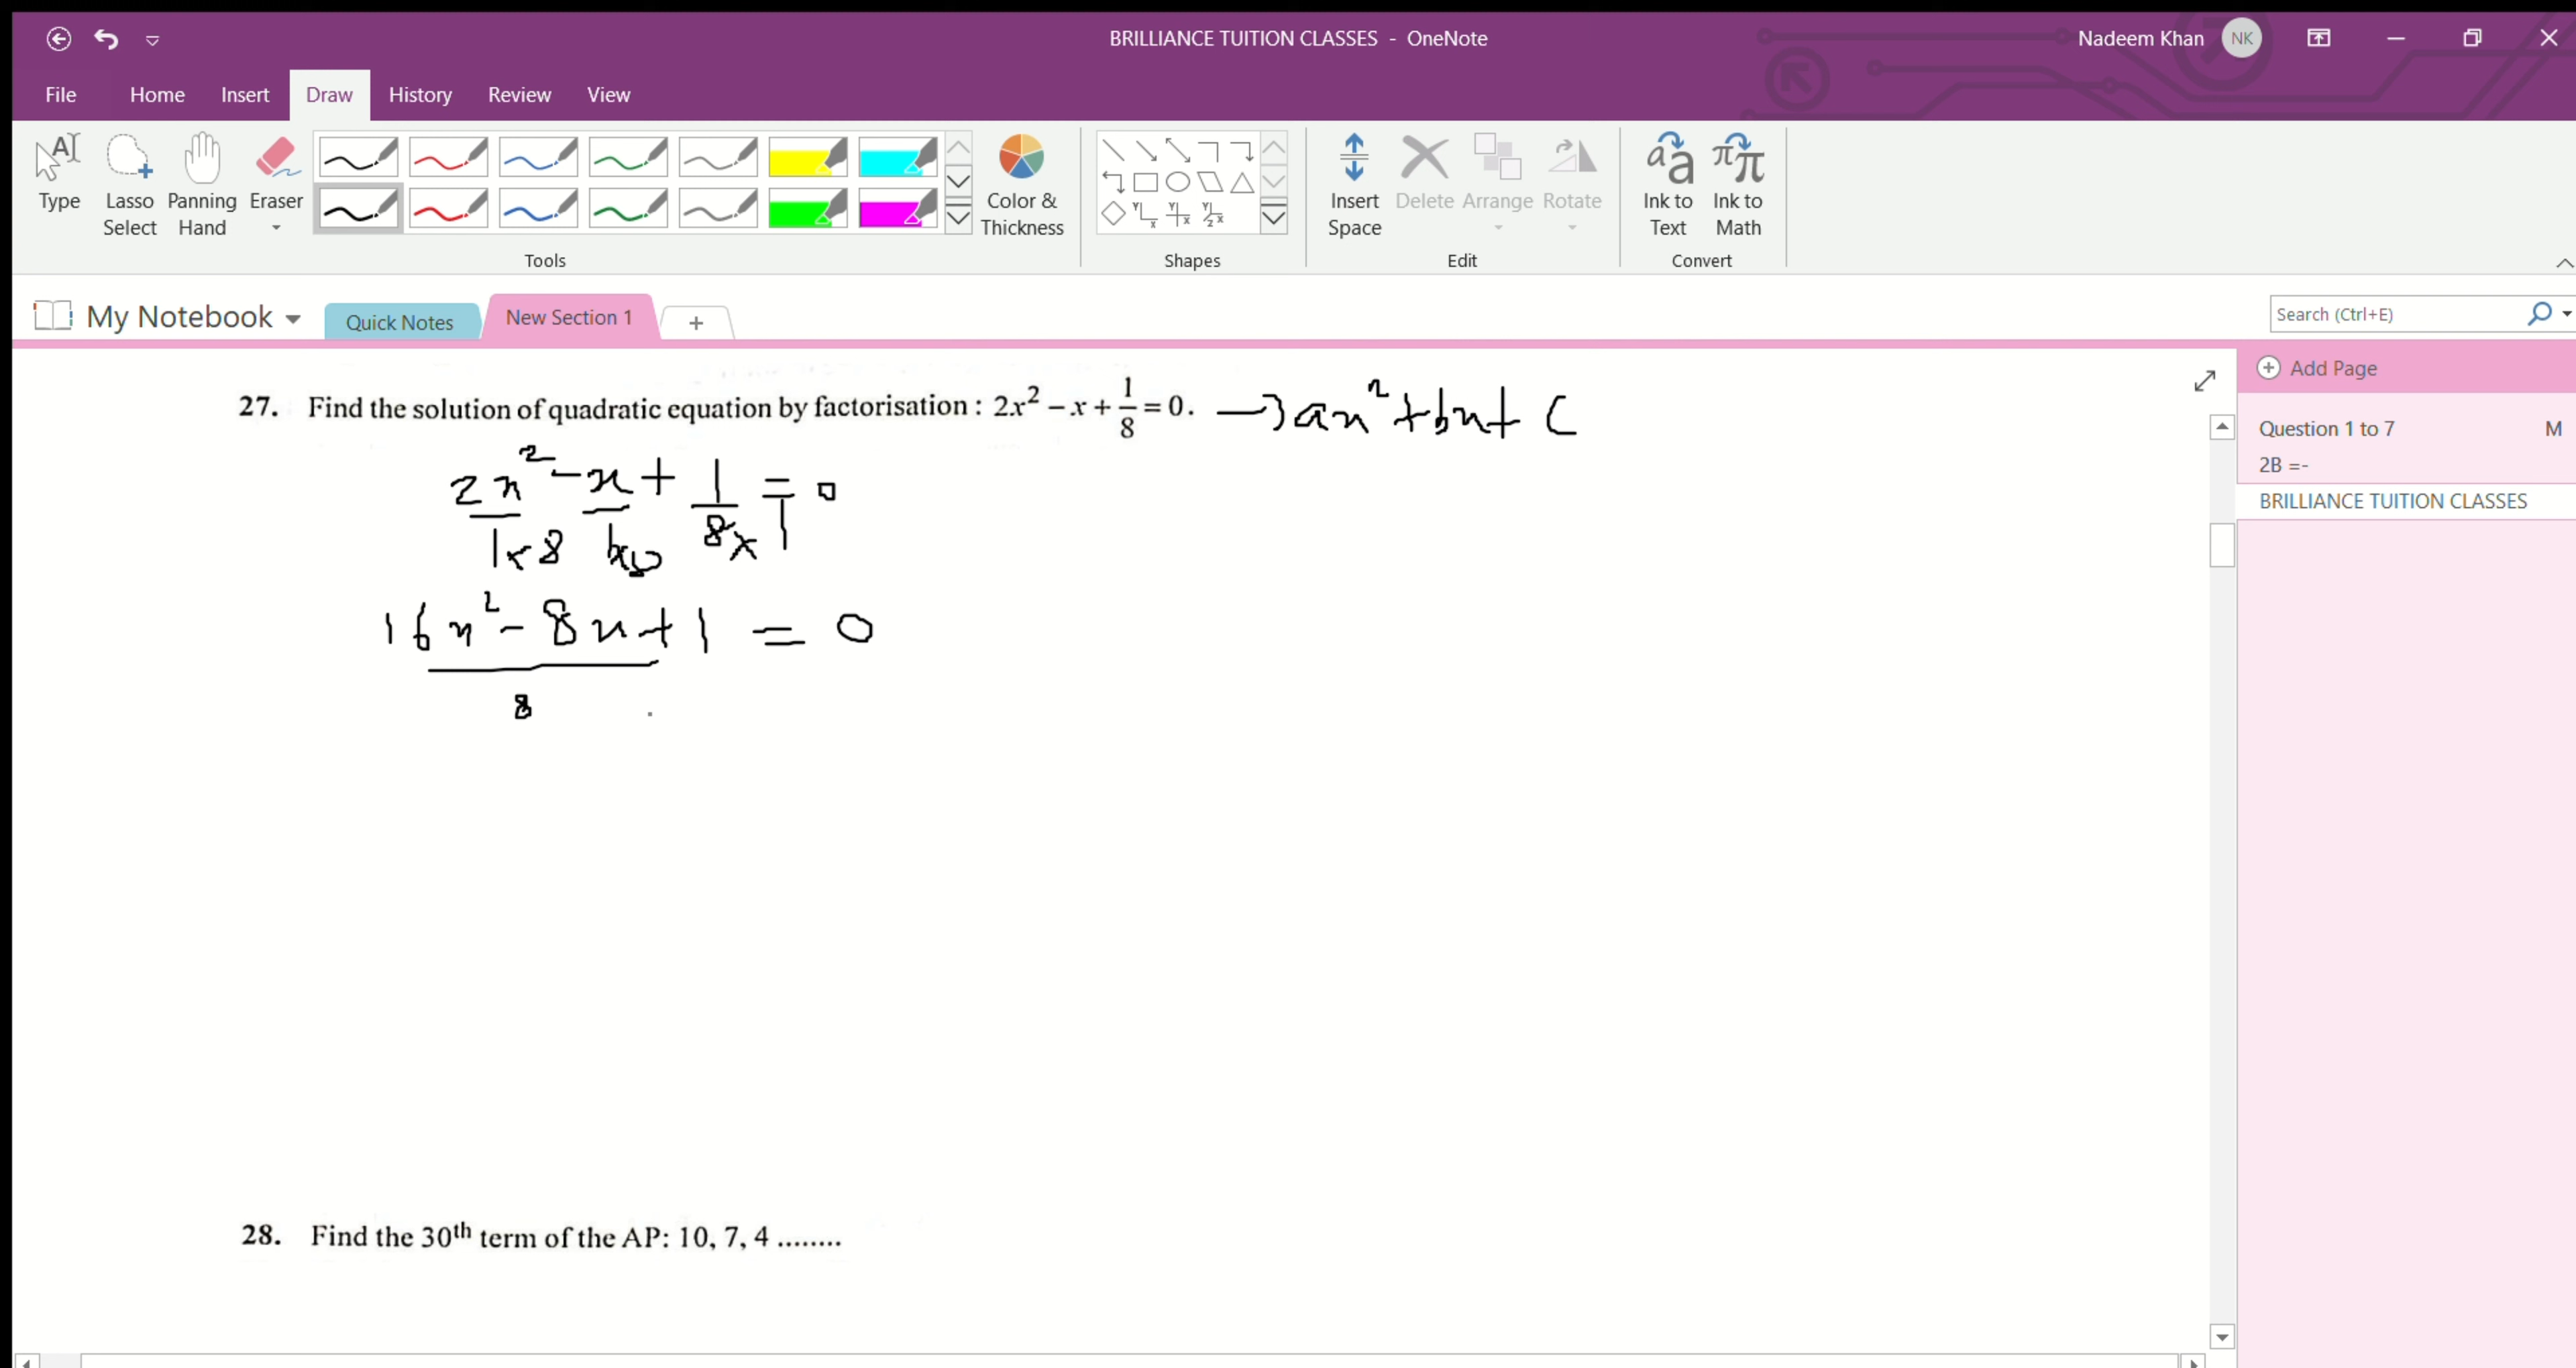 BRILLIANCE TUITION CLASSES - OneNote
Nadeem Khan NK
File Home Insert Draw History Review View
Type
Lasso Select
Panning Hand
Eraser
Color & Thickness
Insert Space
Delete
Arrange
Rotate
Ink to Text
Ink to Math
Tools
Shapes
Edit
Convert
My Notebook
Quick Notes
New Section 1
+
Search (Ctrl+E)
27. Find the solution of quadratic equation by factorisation : 2x² − x + 1/8 = 0. → ax² + bx + c
2x² − x + 1 = 0
1×8 8×1
16x² − 8x + 1 = 0
8
28. Find the 30th term of the AP: 10, 7, 4 ........
Add Page
Question 1 to 7 M
2B =-
BRILLIANCE TUITION CLASSES